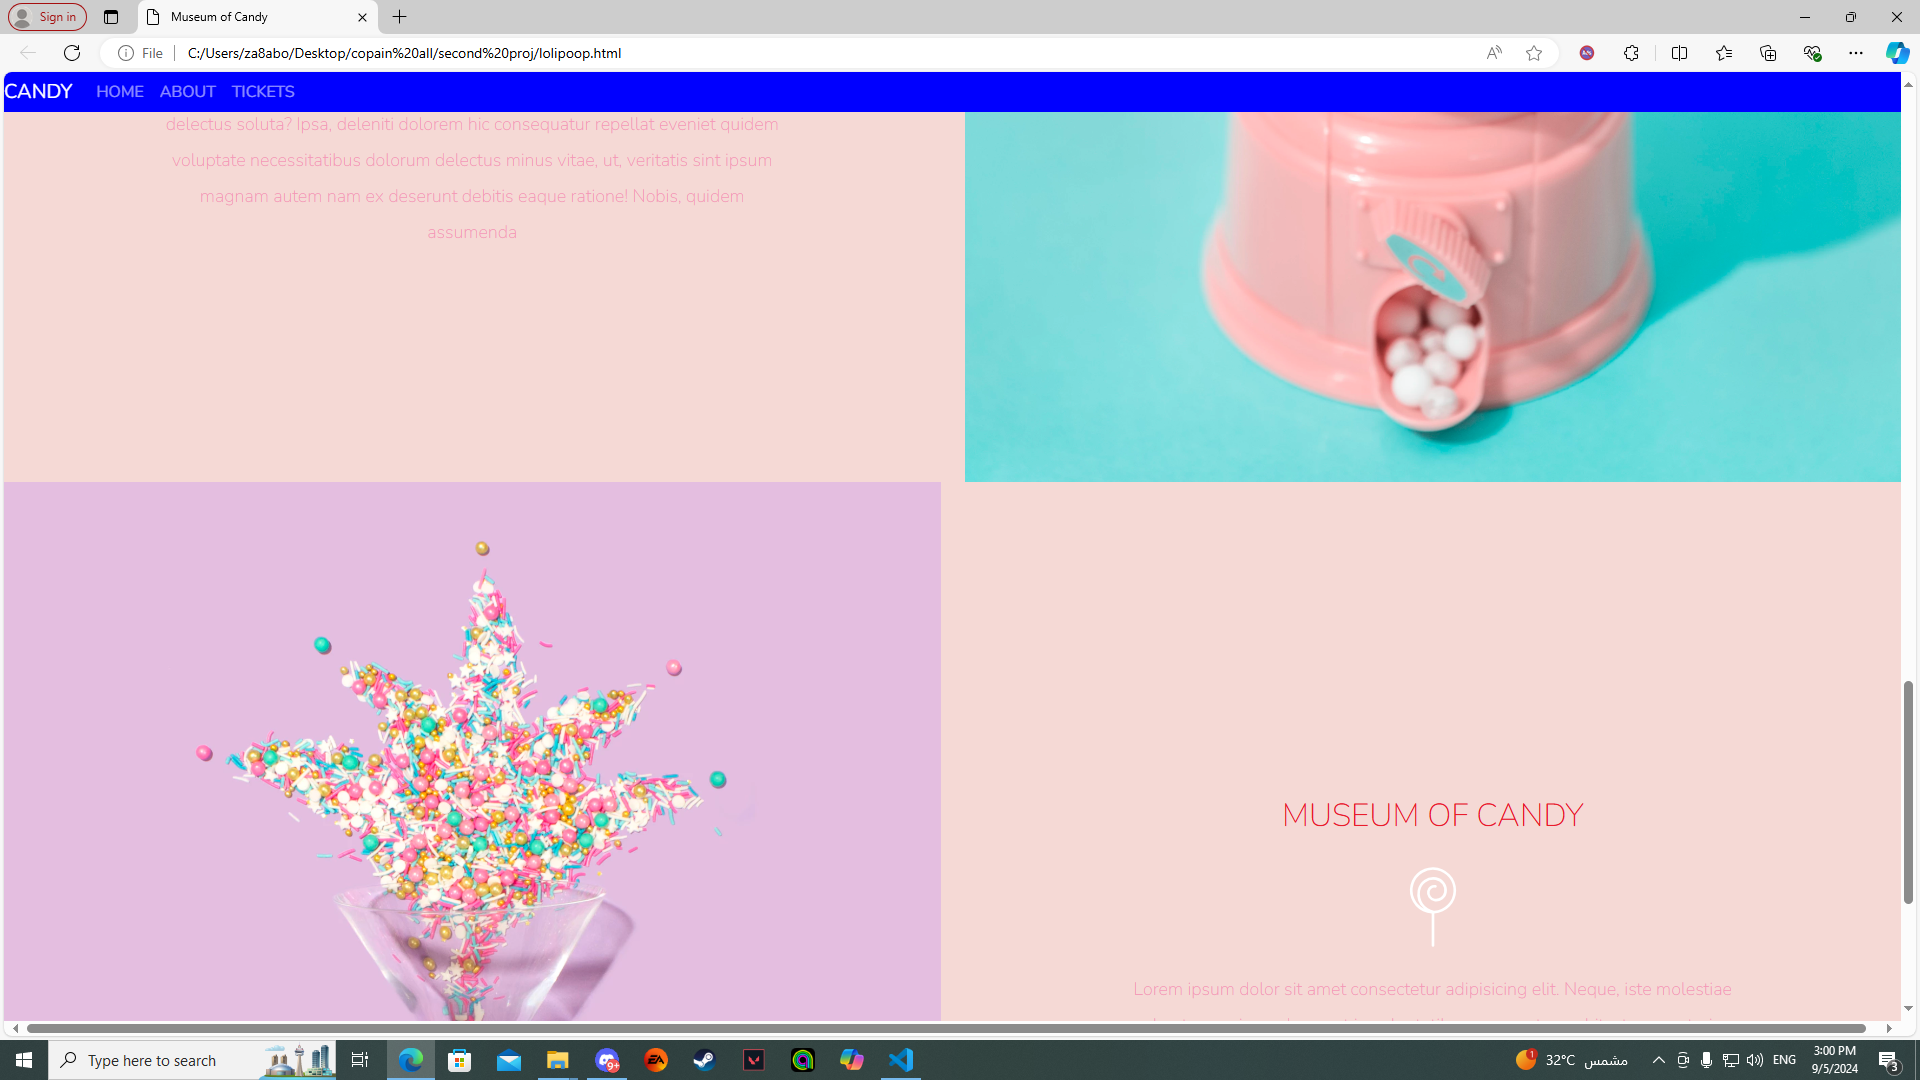 Sign in
Museum of Candy
File
C:/Users/za8abo/Desktop/copain%20all/second%20proj/lolipoop.html
CANDY HOME ABOUT TICKETS
delectus soluta? Ipsa, deleniti dolorem hic consequatur repellat eveniet quidem
voluptate necessitatibus dolorum delectus minus vitae, ut, veritatis sint ipsum
magnam autem nam ex deserunt debitis eaque ratione! Nobis, quidem
assumenda
MUSEUM OF CANDY
Lorem ipsum dolor sit amet consectetur adipisicing elit. Neque, iste molestiae
Type here to search
9+
EA
1
32°C مشمس
ENG
3:00 PM
9/5/2024
3